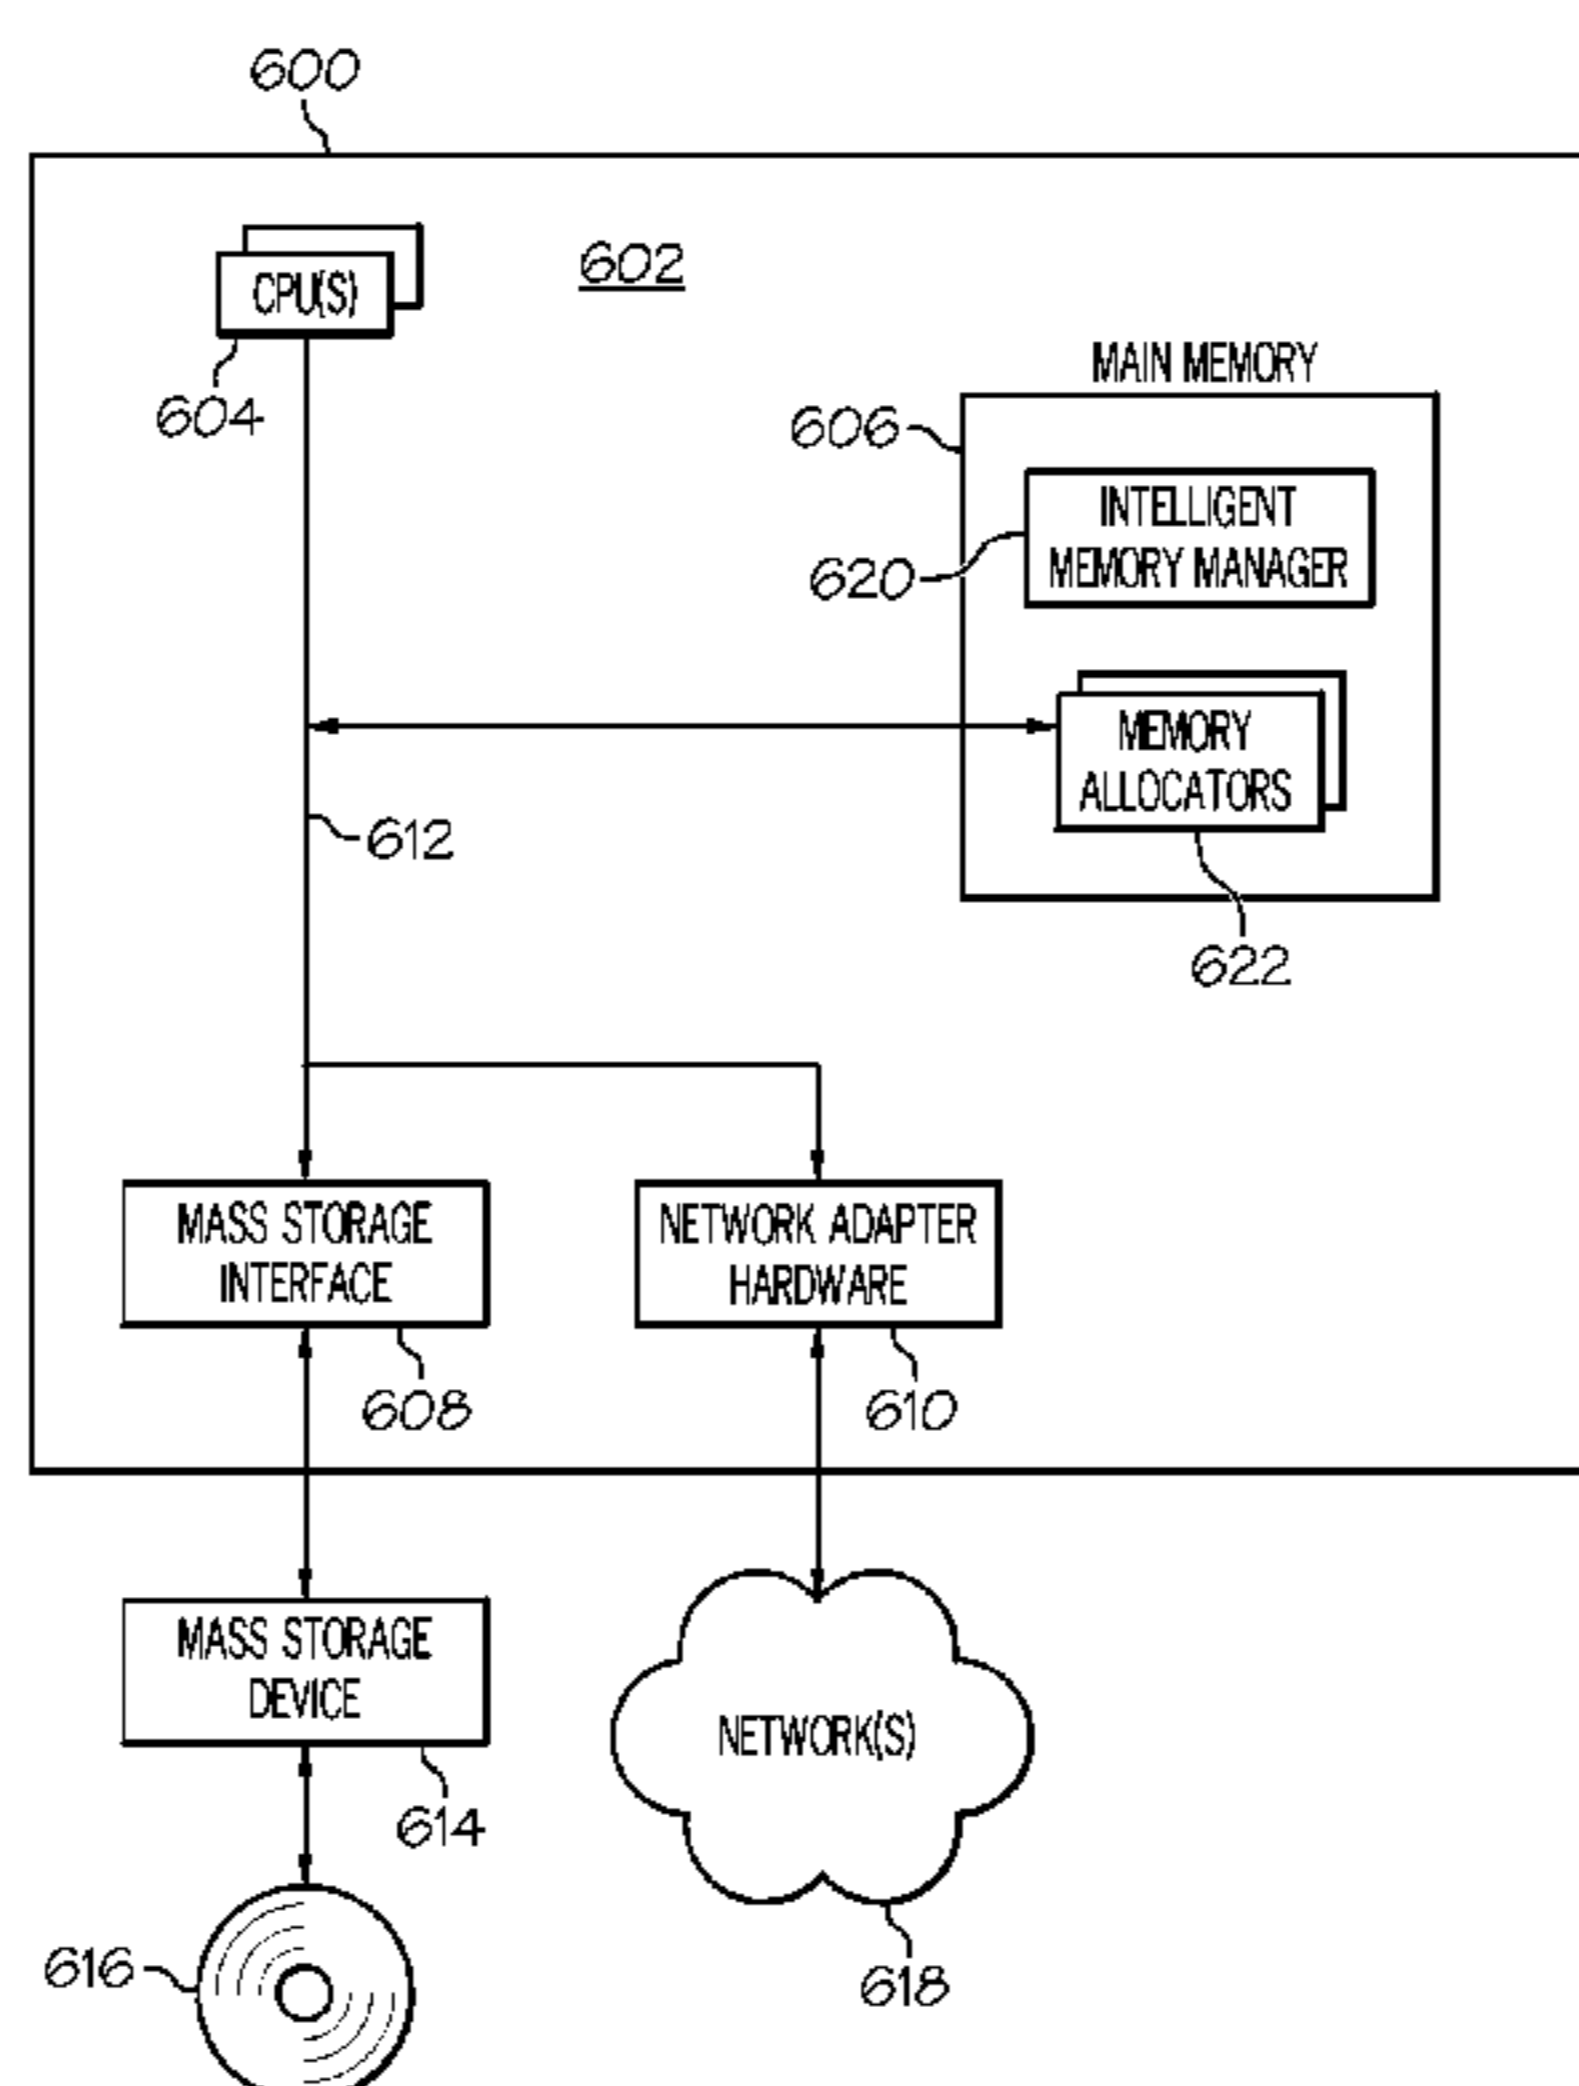 600
CPU(S)
602
604
MAIN MEMORY
606
INTELLIGENT
MEMORY MANAGER
620
MEMORY
ALLOCATORS
612
622
MASS STORAGE
INTERFACE
NETWORK ADAPTER
HARDWARE
608
610
MASS STORAGE
DEVICE
NETWORK(S)
614
616
618